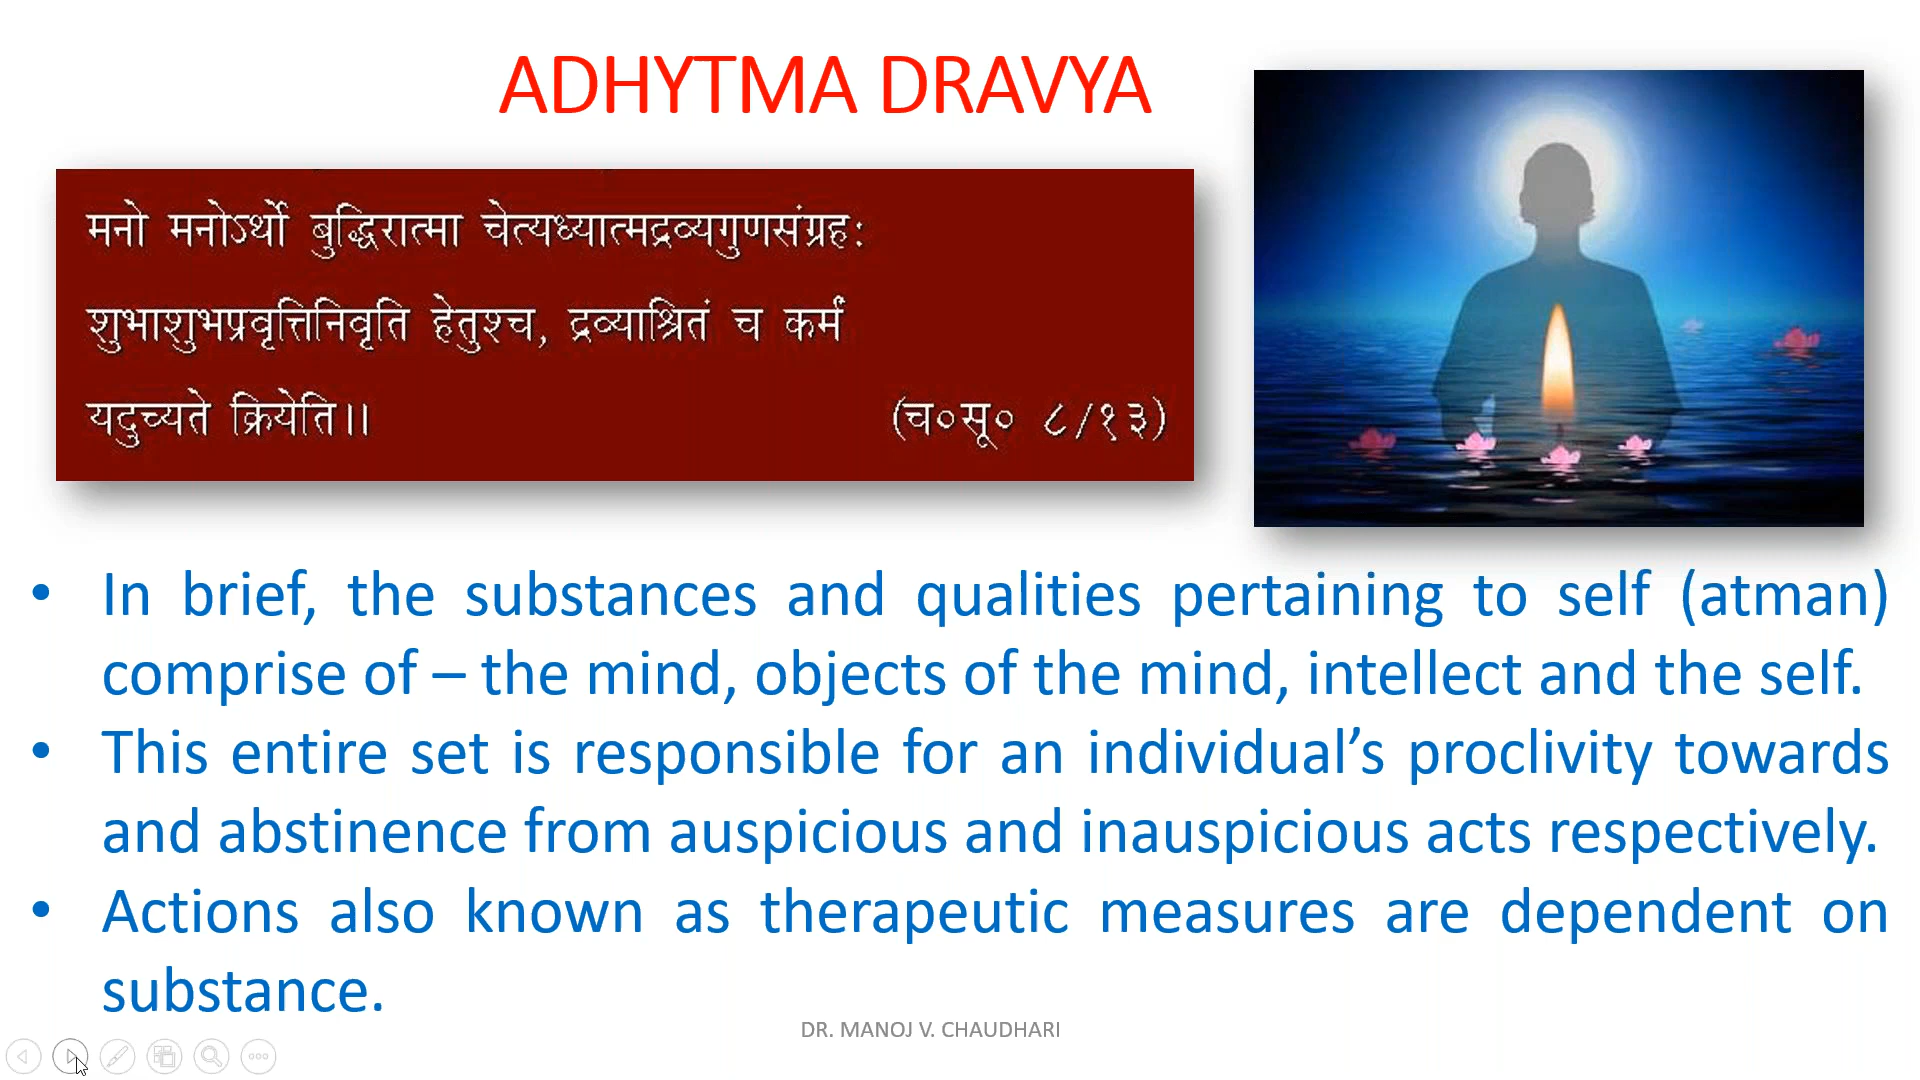 ADHYTMA DRAVYA
मनो मनोऽर्थो बुद्धिरात्मा चेत्यध्यात्मद्रव्यगुणसंग्रहः
शुभाशुभप्रवृत्तिनिवृति हेतुश्च, द्रव्याश्रितं च कर्मं
यदुच्यते क्रियेति।।
(च०सू० ८/१३)
• In brief, the substances and qualities pertaining to self (atman)
comprise of – the mind, objects of the mind, intellect and the self.
• This entire set is responsible for an individual’s proclivity towards
and abstinence from auspicious and inauspicious acts respectively.
• Actions also known as therapeutic measures are dependent on
substance.
DR. MANOJ V. CHAUDHARI